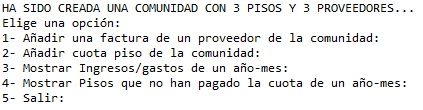 HA SIDO CREADA UNA COMUNIDAD CON 3 PISOS Y 3 PROVEEDORES...
Elige una opción:
1- Añadir una factura de un proveedor de la comunidad:
2- Añadir cuota piso de la comunidad:
3- Mostrar Ingresos/gastos de un año-mes:
4- Mostrar Pisos que no han pagado la cuota de un año-mes:
5- Salir: